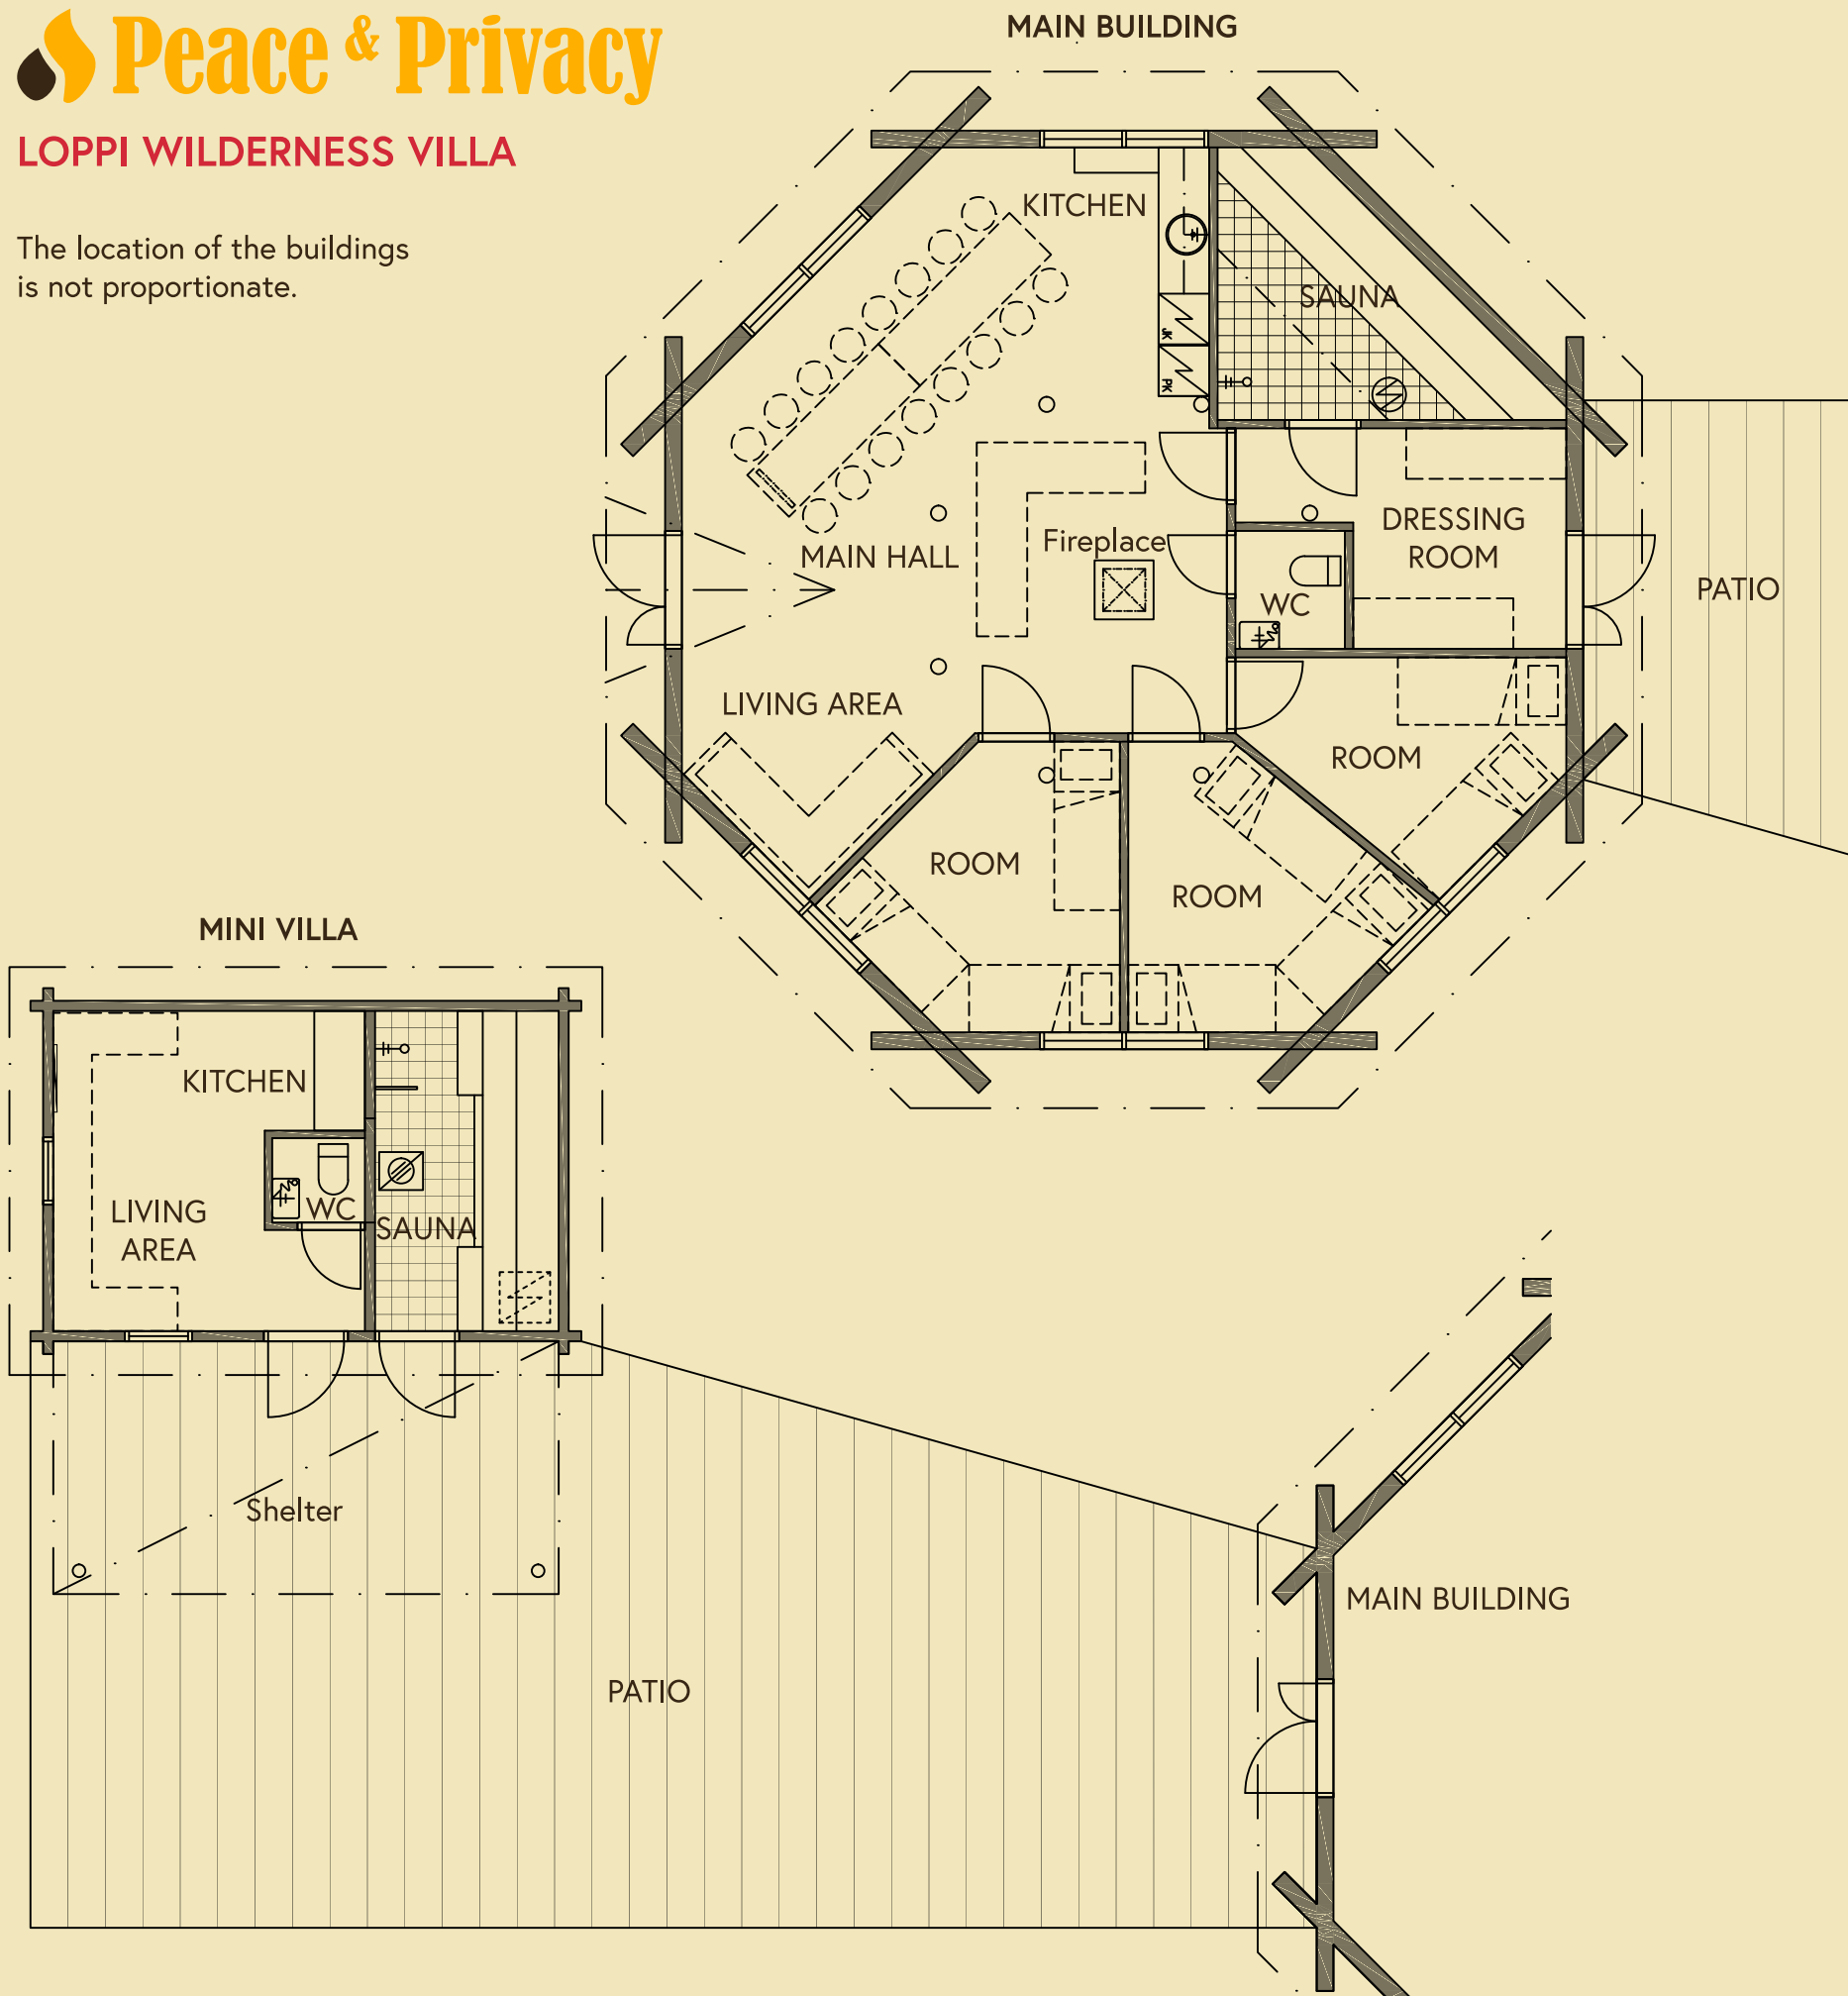 Peace & Privacy
MAIN BUILDING
LOPPI WILDERNESS VILLA
The location of the buildings
is not proportionate.
KITCHEN
SAUNA
JK
PK
DRESSING
ROOM
Fireplace
MAIN HALL
WC
PATIO
LIVING AREA
ROOM
ROOM
ROOM
MINI VILLA
KITCHEN
LIVING
AREA
WC
SAUNA
Shelter
MAIN BUILDING
PATIO